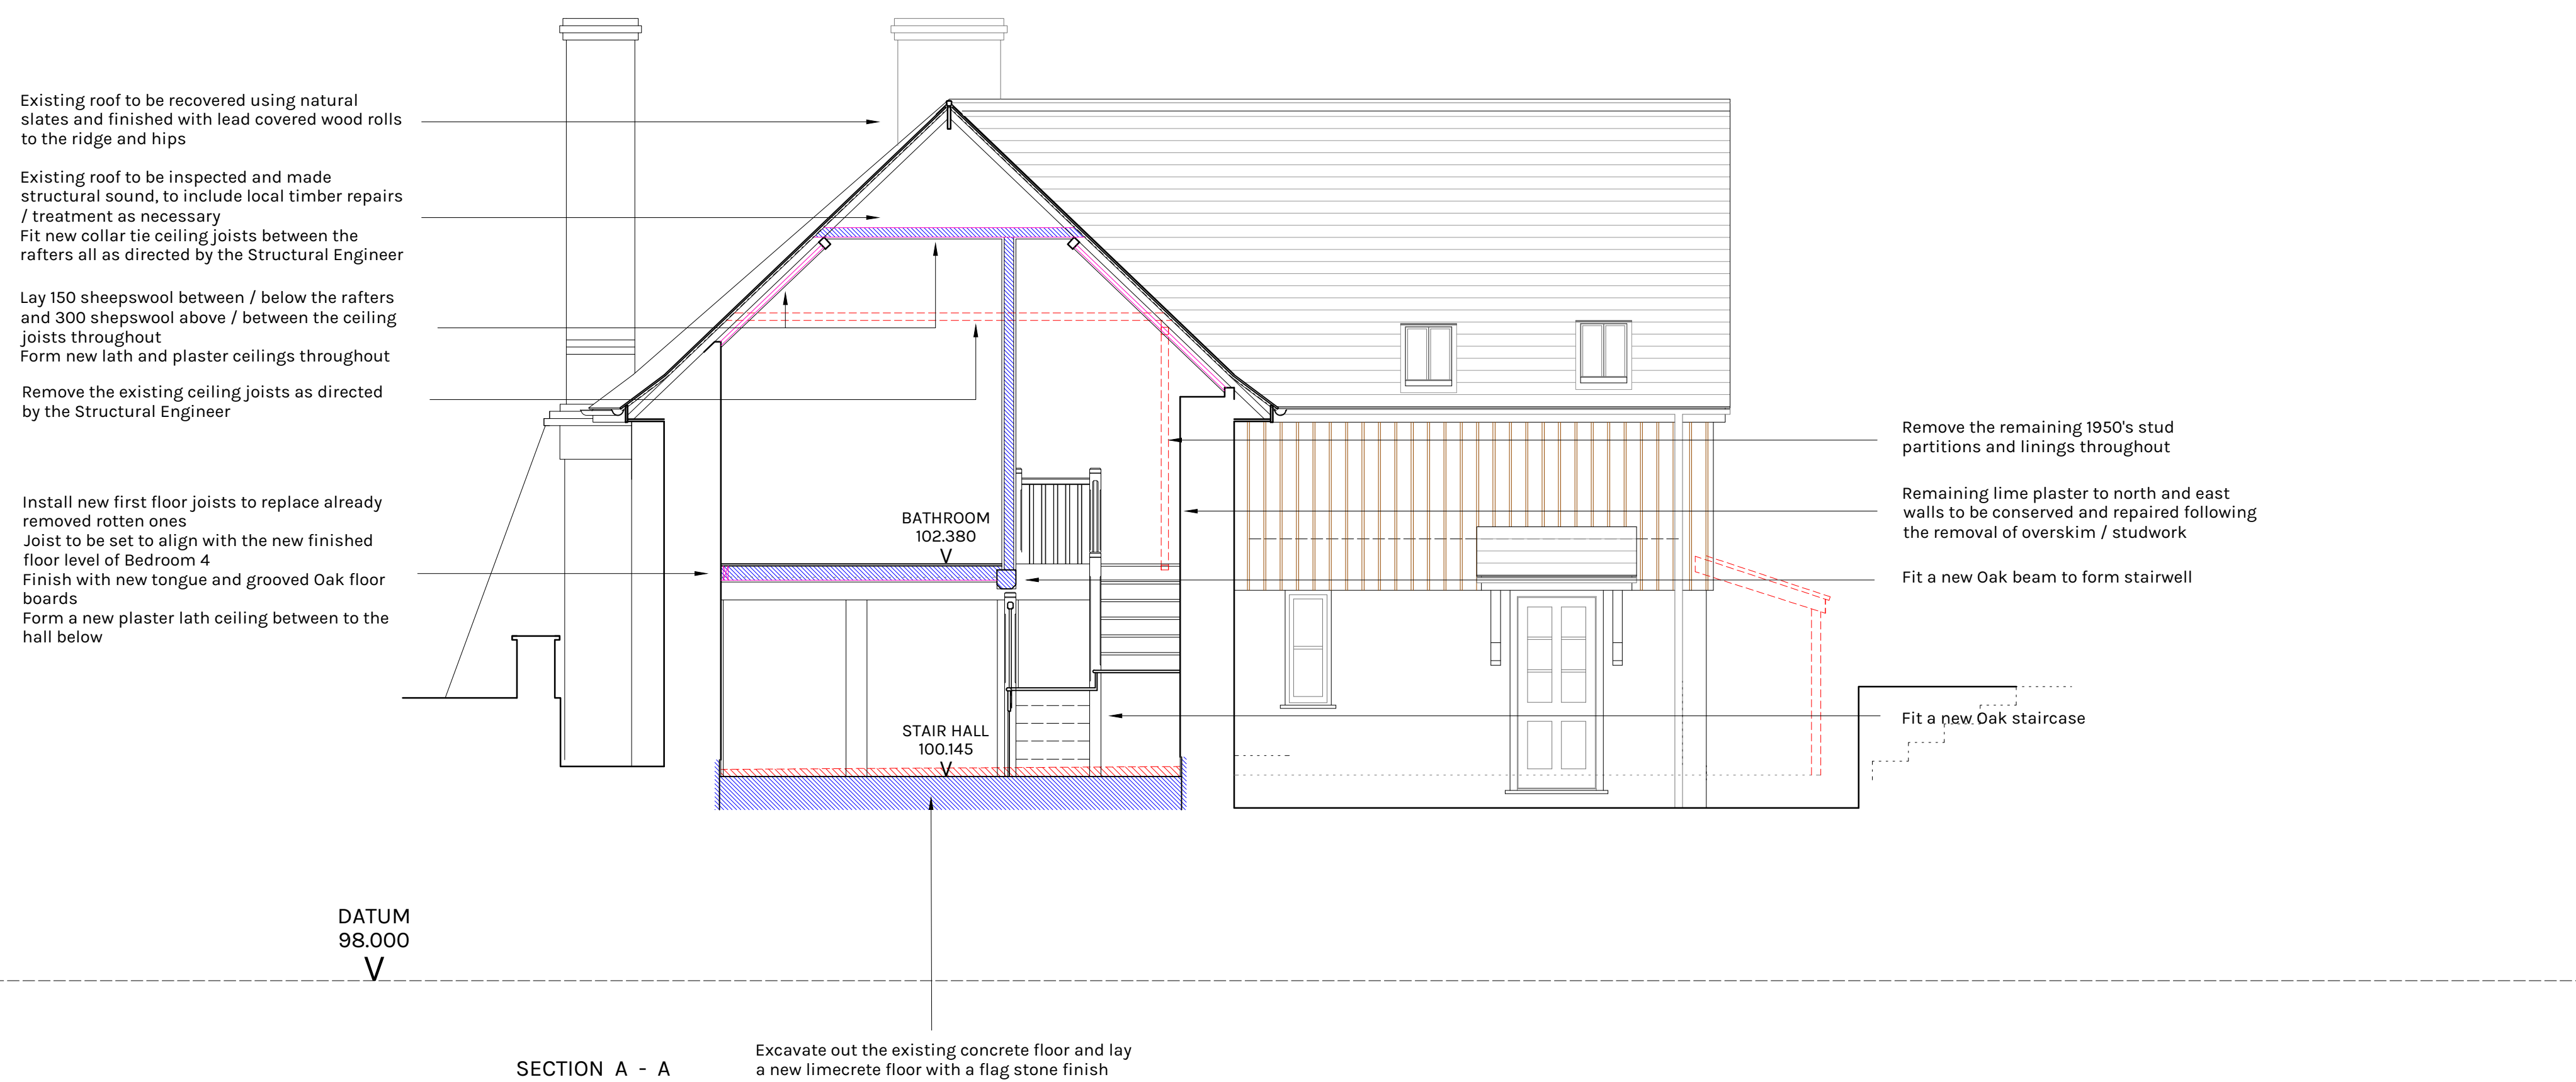 Existing roof to be recovered using natural
slates and finished with lead covered wood rolls
to the ridge and hips
Existing roof to be inspected and made
structural sound, to include local timber repairs
/ treatment as necessary
Fit new collar tie ceiling joists between the
rafters all as directed by the Structural Engineer
Lay 150 sheepswool between / below the rafters
and 300 shepswool above / between the ceiling
joists throughout
Form new lath and plaster ceilings throughout
Remove the existing ceiling joists as directed
by the Structural Engineer
Install new first floor joists to replace already
removed rotten ones
Joist to be set to align with the new finished
floor level of Bedroom 4
Finish with new tongue and grooved Oak floor
boards
Form a new plaster lath ceiling between to the
hall below
BATHROOM
102.380
V
STAIR HALL
100.145
V
Remove the remaining 1950's stud
partitions and linings throughout
Remaining lime plaster to north and east
walls to be conserved and repaired following
the removal of overskim / studwork
Fit a new Oak beam to form stairwell
Fit a new Oak staircase
DATUM
98.000
V
SECTION A - A
Excavate out the existing concrete floor and lay
a new limecrete floor with a flag stone finish